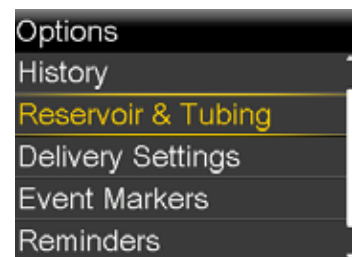 Options
History
Reservoir & Tubing
Delivery Settings
Event Markers
Reminders